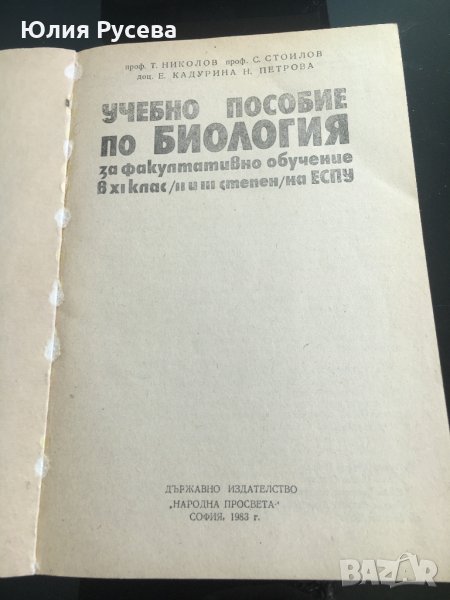 Юлия Русева
проф. Т. НИКОЛОВ проф. С. СТОИЛОВ
доц. Е. КАДУРИНА Н. ПЕТРОВА
УЧЕБНО ПОСОБИЕ
ПО БИОЛОГИЯ
за факултативно обучение
в XI клас /II и III степен/ на ЕСПУ
ДЪРЖАВНО ИЗДАТЕЛСТВО
„НАРОДНА ПРОСВЕТА“
СОФИЯ, 1983 г.
BAZAR